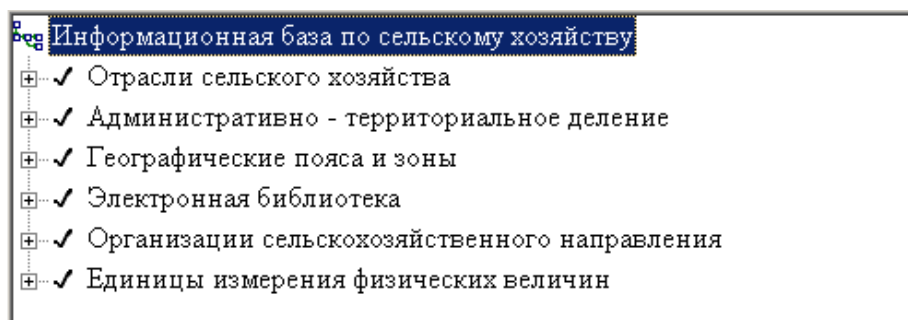 Информационная база по сельскому хозяйству
Отрасли сельского хозяйства
Административно - территориальное деление
Географические пояса и зоны
Электронная библиотека
Организации сельскохозяйственного направления
Единицы измерения физических величин